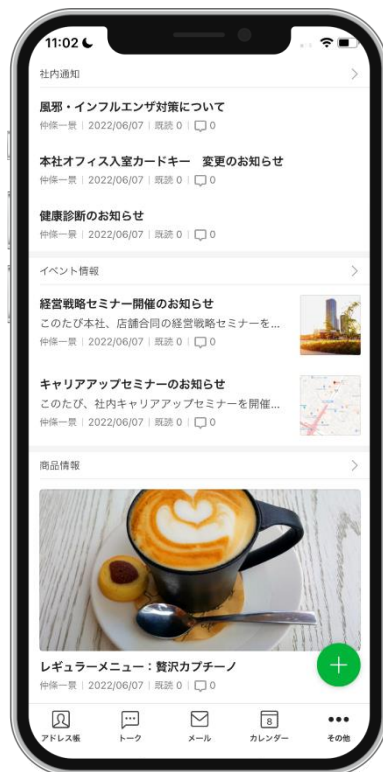 11:02
社内通知
風邪・インフルエンザ対策について
仲條一景 | 2022/06/07 | 既読 0 | 0
本社オフィス入室カードキー　変更のお知らせ
仲條一景 | 2022/06/07 | 既読 0 | 0
健康診断のお知らせ
仲條一景 | 2022/06/07 | 既読 0 | 0
イベント情報
経営戦略セミナー開催のお知らせ
このたび本社、店舗合同の経営戦略セミナーを...
仲條一景 | 2022/06/07 | 既読 0 | 0
キャリアアップセミナーのお知らせ
このたび、社内キャリアアップセミナーを開催...
仲條一景 | 2022/06/07 | 既読 0 | 0
商品情報
レギュラーメニュー：贅沢カプチーノ
仲條一景 | 2022/06/07 | 既読 0 | 0
8
アドレス帳 トーク メール カレンダー その他